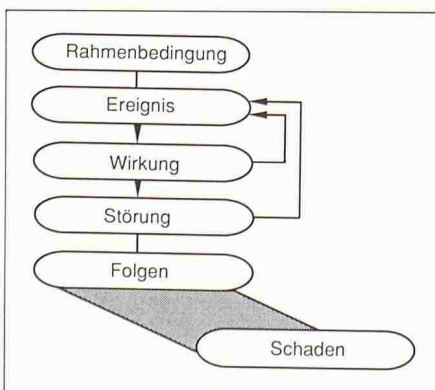 Rahmenbedingung
Ereignis
Wirkung
Störung
Folgen
Schaden